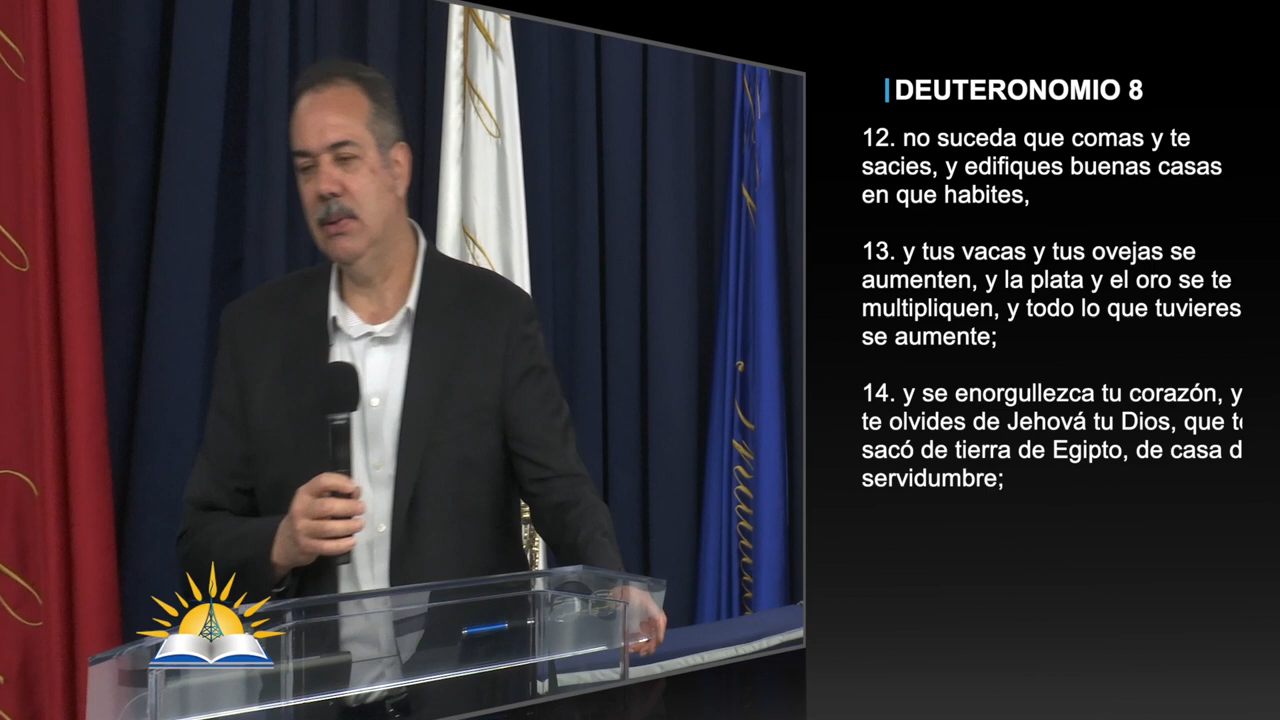 DEUTERONOMIO 8
12. no suceda que comas y te
sacies, y edifiques buenas casas
en que habites,
13. y tus vacas y tus ovejas se
aumenten, y la plata y el oro se te
multipliquen, y todo lo que tuvieres
se aumente;
14. y se enorgullezca tu corazón, y
te olvides de Jehová tu Dios, que
sacó de tierra de Egipto, de casa
servidumbre;